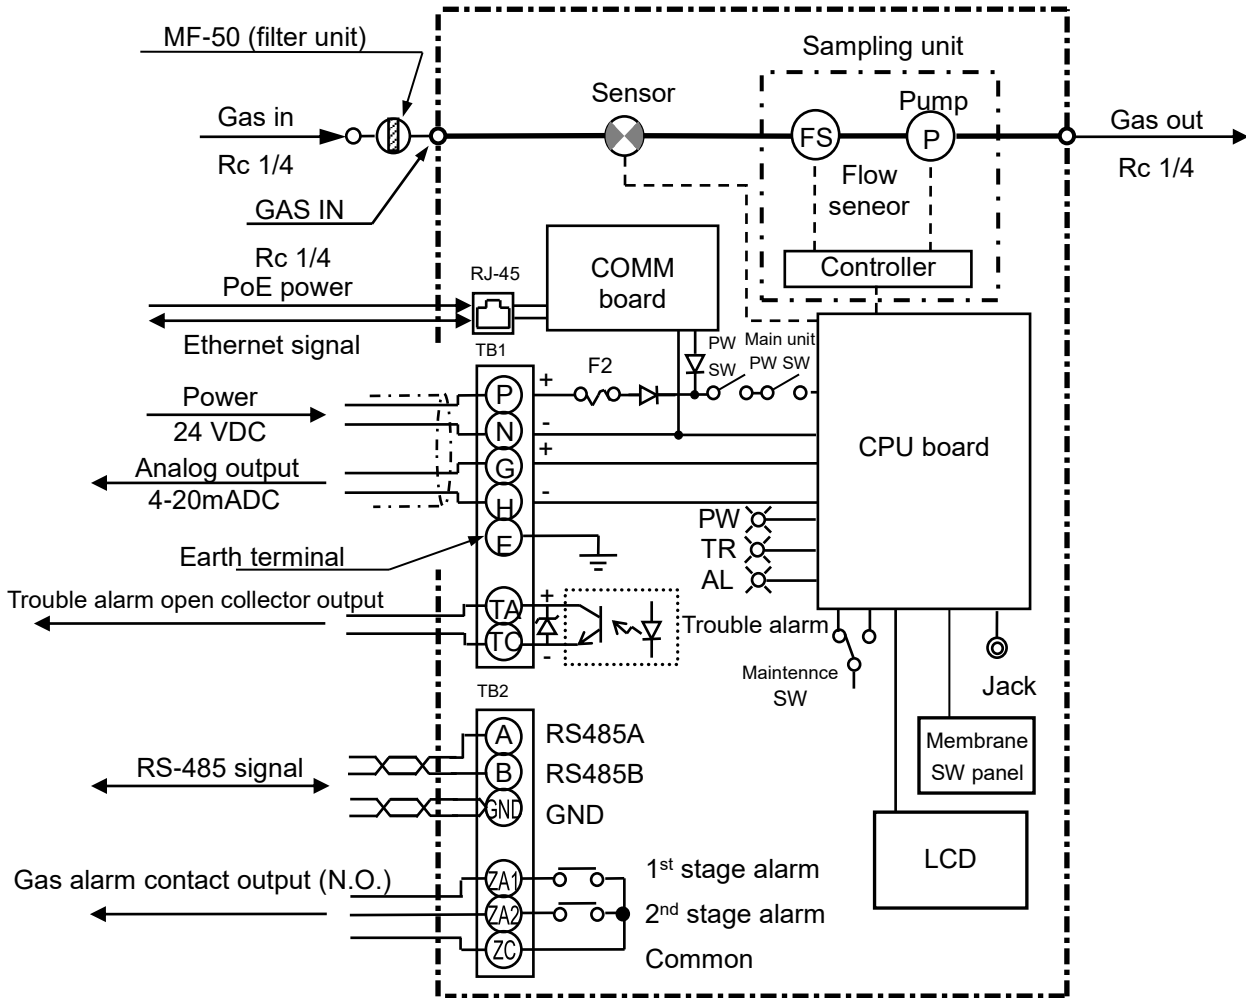 MF-50 (filter unit)
Sampling unit
Sensor
Pump
Gas in
FS
P
Gas out
Rc 1/4
Rc 1/4
Flow
seneor
GAS IN
Rc 1/4
PoE power
RJ-45
COMM
board
Controller
Ethernet signal
TB1
PW
SW
Main unit
PW SW
F2
Power
24 VDC
P
+
N
-
CPU board
Analog output
4-20mADC
G
+
H
-
PW
TR
AL
Earth terminal
E
Trouble alarm open collector output
TA
+
TC
-
Trouble alarm
Maintennce
SW
Jack
TB2
A
RS485A
Membrane
SW panel
RS-485 signal
B
RS485B
GND
GND
LCD
Gas alarm contact output (N.O.)
ZA1
1st stage alarm
ZA2
2nd stage alarm
ZC
Common